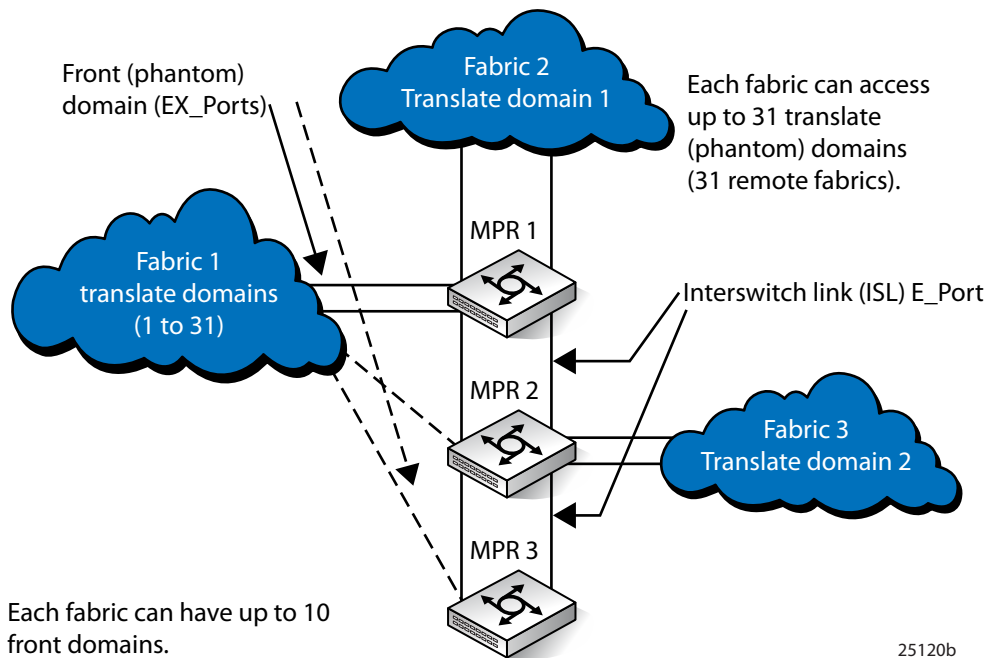 Front (phantom)
domain (EX_Ports)
Fabric 2
Translate domain 1
Each fabric can access
up to 31 translate
(phantom) domains
(31 remote fabrics).
MPR 1
Fabric 1
translate domains
(1 to 31)
Interswitch link (ISL) E_Port
MPR 2
Fabric 3
Translate domain 2
MPR 3
Each fabric can have up to 10
front domains.
25120b